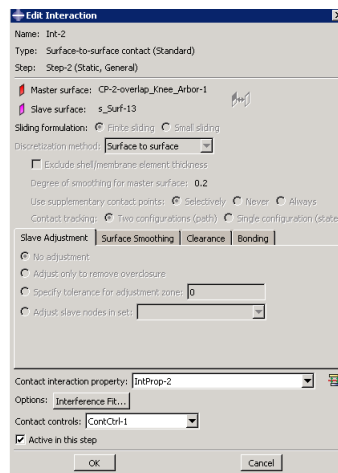 Edit Interaction
Name: Int-2
Type: Surface-to-surface contact (Standard)
Step: Step-2 (Static, General)
Master surface: CP-2-overlap_Knee_Arbor-1
Slave surface: s_Surf-13
Sliding formulation: Finite sliding Small sliding
Discretization method: Surface to surface
Exclude shell/membrane element thickness
Degree of smoothing for master surface: 0.2
Use supplementary contact points: Selectively Never Always
Contact tracking: Two configurations (path) Single configuration (state
Slave Adjustment Surface Smoothing Clearance Bonding
No adjustment
Adjust only to remove overclosure
Specify tolerance for adjustment zone: 0
Adjust slave nodes in set:
Contact interaction property: IntProp-2
Options: Interference Fit...
Contact controls: ContCtrl-1
Active in this step
OK Cancel